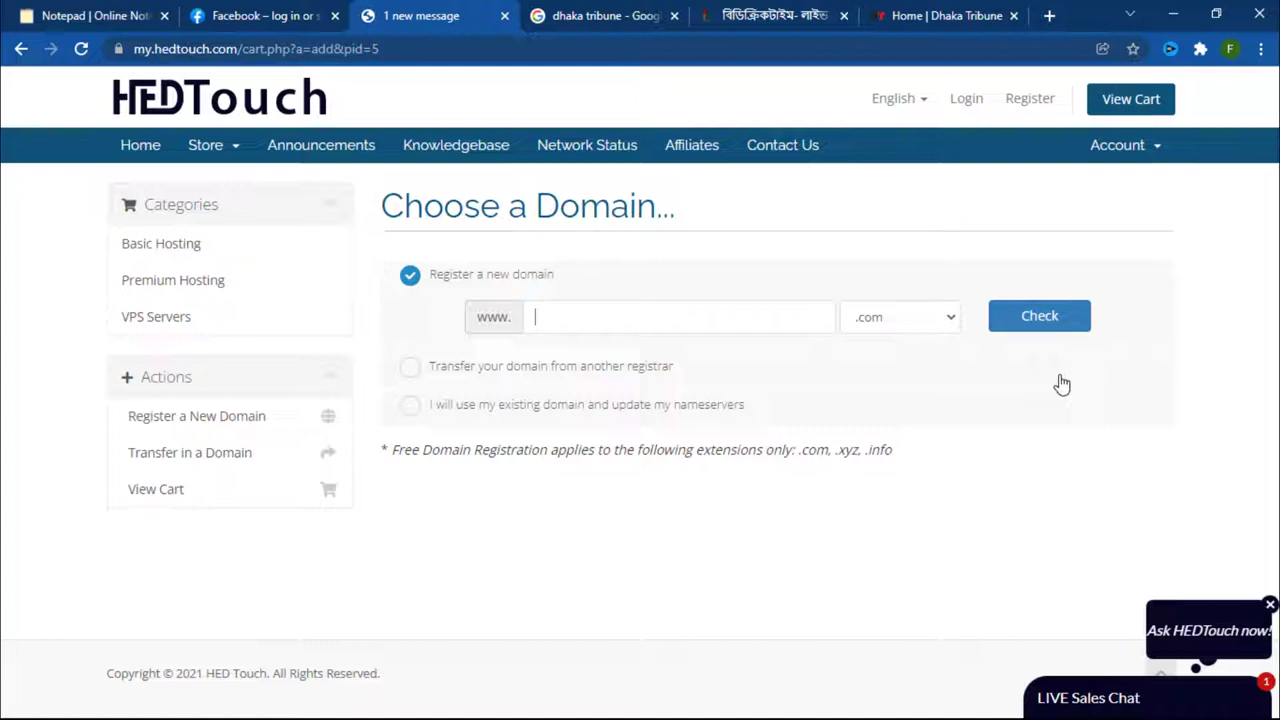 Notepad | Online Not
Facebook – log in or s
1 new message
dhaka tribune - Goog
বিডিক্রিকটাইম- লাইভ
Home | Dhaka Tribune
my.hedtouch.com/cart.php?a=add&pid=5
F
HEDTouch
English
Login
Register
View Cart
Home
Store
Announcements
Knowledgebase
Network Status
Affiliates
Contact Us
Account
Categories
Basic Hosting
Premium Hosting
VPS Servers
Actions
Register a New Domain
Transfer in a Domain
View Cart
Choose a Domain...
Register a new domain
www.
.com
Check
Transfer your domain from another registrar
I will use my existing domain and update my nameservers
* Free Domain Registration applies to the following extensions only: .com, .xyz, .info
Ask HEDTouch now!
LIVE Sales Chat
1
Copyright © 2021 HED Touch. All Rights Reserved.